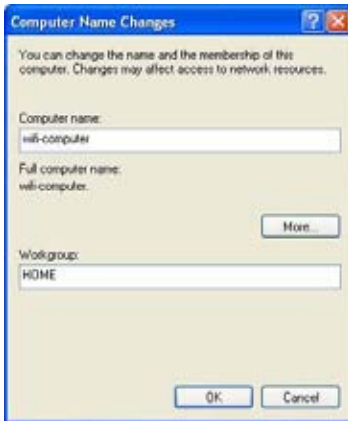 Computer Name Changes
You can change the name and the membership of this
computer. Changes may affect access to network resources.
Computer name:
wifi-computer
Full computer name:
wifi-computer.
More...
Workgroup:
HOME
OK Cancel